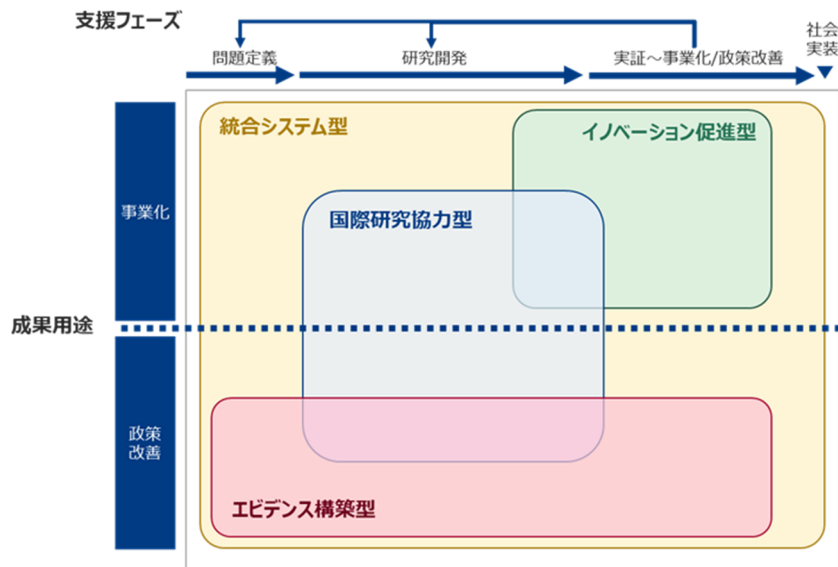 支援フェーズ
社会
実装
問題定義
研究開発
実証～事業化/政策改善
統合システム型
イノベーション促進型
事業化
国際研究協力型
成果用途
政策
改善
エビデンス構築型